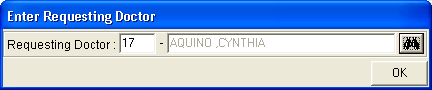 Enter Requesting Doctor
Requesting Doctor : 17 - AQUINO ,CYNTHIA
OK